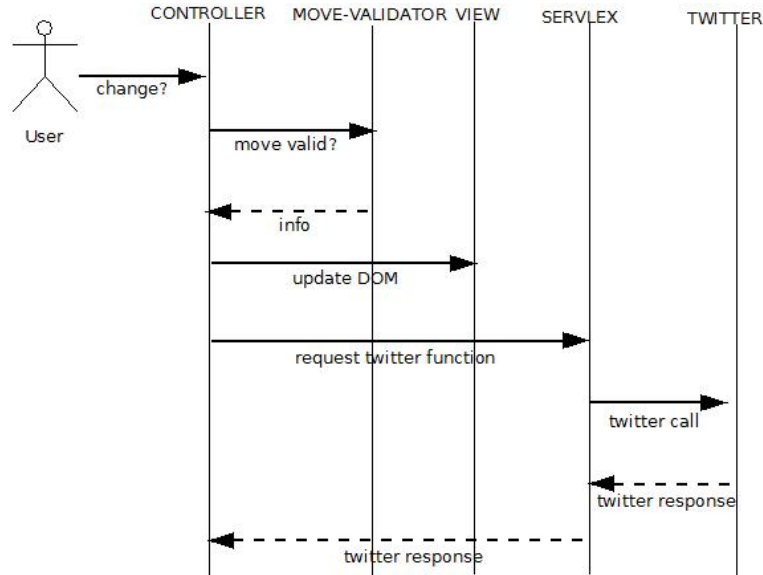 CONTROLLER MOVE-VALIDATOR VIEW SERVLEX TWITTER
change?
User
move valid?
info
update DOM
request twitter function
twitter call
twitter response
twitter response